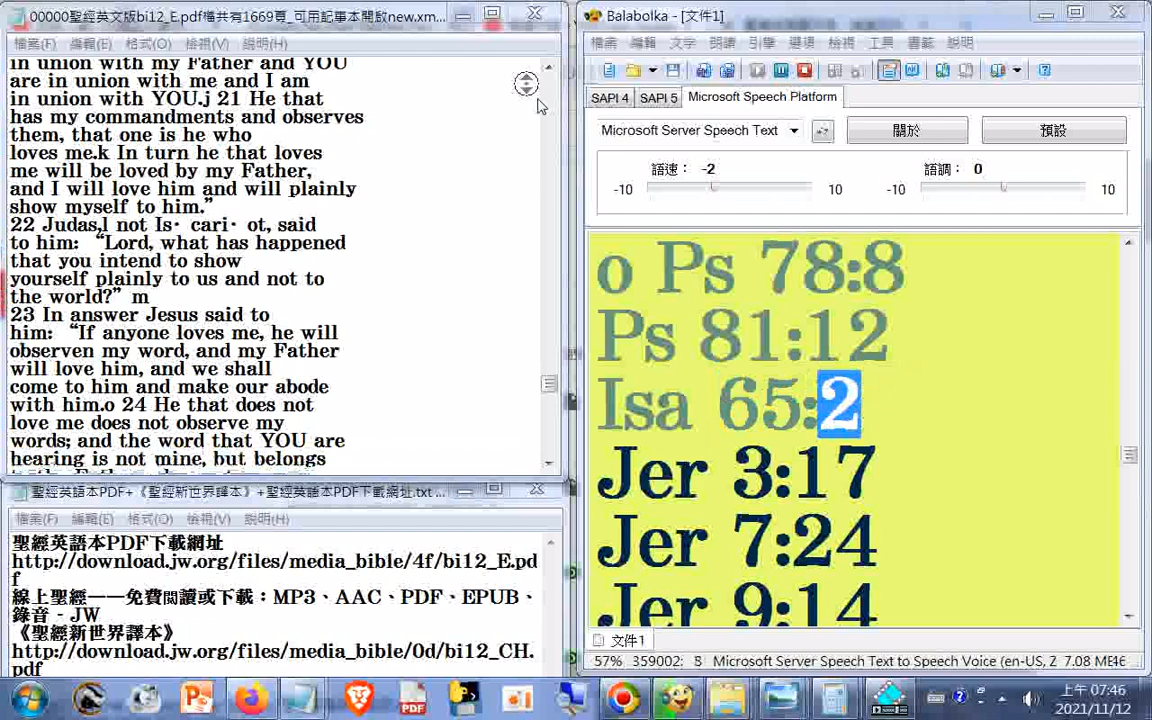 00000聖經英文版bi12_E.pdf檔共有1669頁_可用記事本開啟new.xm...
檔案(F) 編輯(E) 格式(O) 檢視(V) 說明(H)
in union with my Father and YOU
are in union with me and I am
in union with YOU.j 21 He that
has my commandments and observes
them, that one is he who
loves me.k In turn he that loves
me will be loved by my Father,
and I will love him and will plainly
show myself to him.”
22 Judas,l not Is· cari· ot, said
to him: “Lord, what has happened
that you intend to show
yourself plainly to us and not to
the world?” m
23 In answer Jesus said to
him: “If anyone loves me, he will
observen my word, and my Father
will love him, and we shall
come to him and make our abode
with him.o 24 He that does not
love me does not observe my
words; and the word that YOU are
hearing is not mine, but belongs
聖經英語本PDF+《聖經新世界譯本》+聖經英語本PDF下載網址.txt ...
檔案(F) 編輯(E) 格式(O) 檢視(V) 說明(H)
聖經英語本PDF下載網址
http://download.jw.org/files/media_bible/4f/bi12_E.pd
f
線上聖經——免費閱讀或下載：MP3、AAC、PDF、EPUB、
錄音 - JW
《聖經新世界譯本》
http://download.jw.org/files/media_bible/0d/bi12_CH.
pdf
Balabolka - [文件1]
檔案 編輯 文字 朗讀 引擎 選項 檢視 工具 書籤 說明
SAPI 4 SAPI 5 Microsoft Speech Platform
Microsoft Server Speech Text 關於 預設
語速： -2 語調： 0
-10 10 -10 10
o Ps 78:8
Ps 81:12
Isa 65:2
Jer 3:17
Jer 7:24
Jer 9:14
文件1
57% 359002: 8 Microsoft Server Speech Text to Speech Voice (en-US, Z 7.08 ME46
上午 07:46
2021/11/12